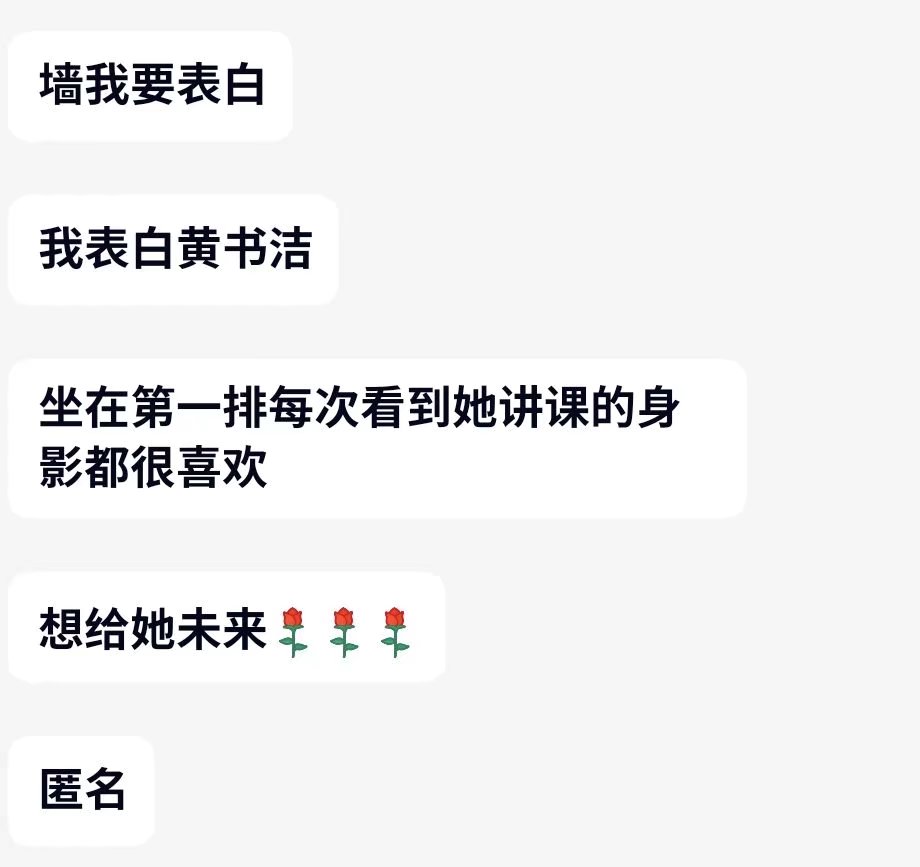 墙我要表白
我表白黄书洁
坐在第一排每次看到她讲课的身
影都很喜欢
想给她未来🌹🌹🌹
匿名